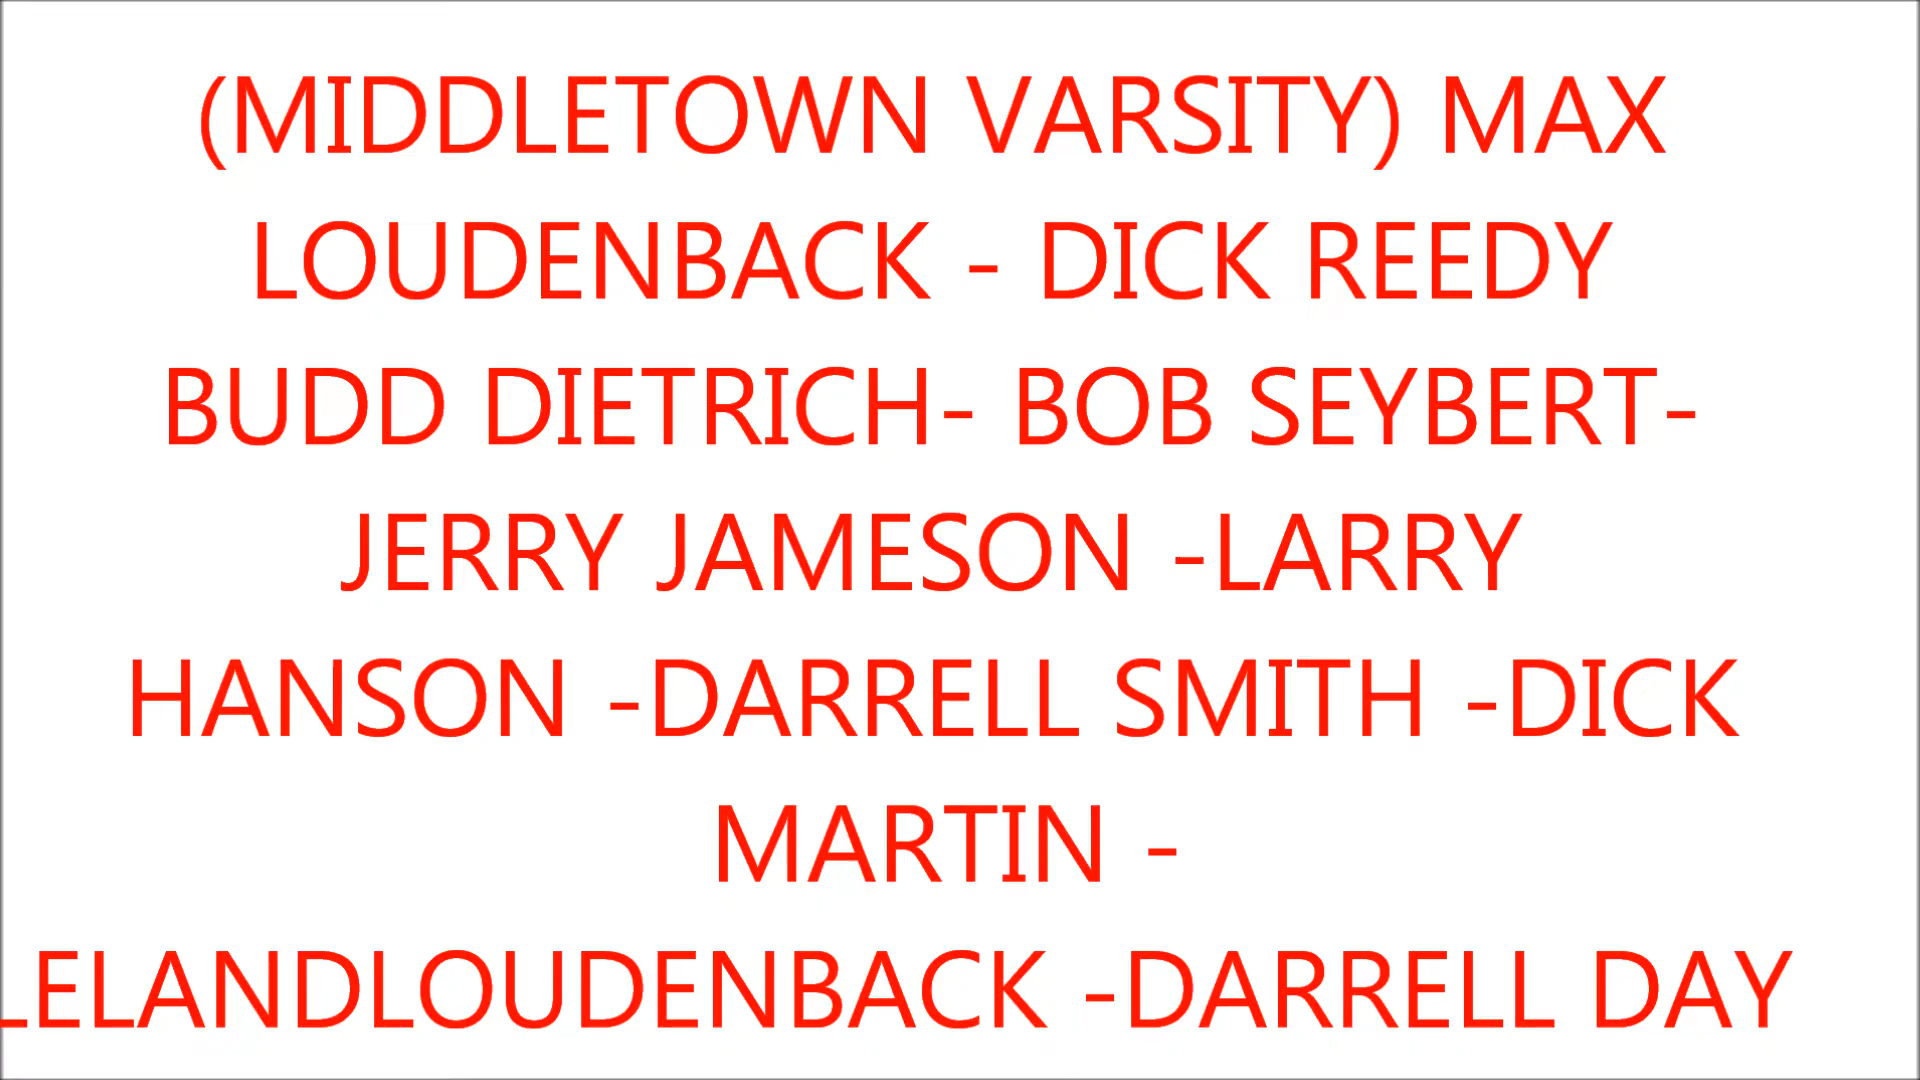 (MIDDLETOWN VARSITY) MAX
LOUDENBACK - DICK REEDY
BUDD DIETRICH- BOB SEYBERT-
JERRY JAMESON -LARRY
HANSON -DARRELL SMITH -DICK
MARTIN -
LELANDLOUDENBACK -DARRELL DAY